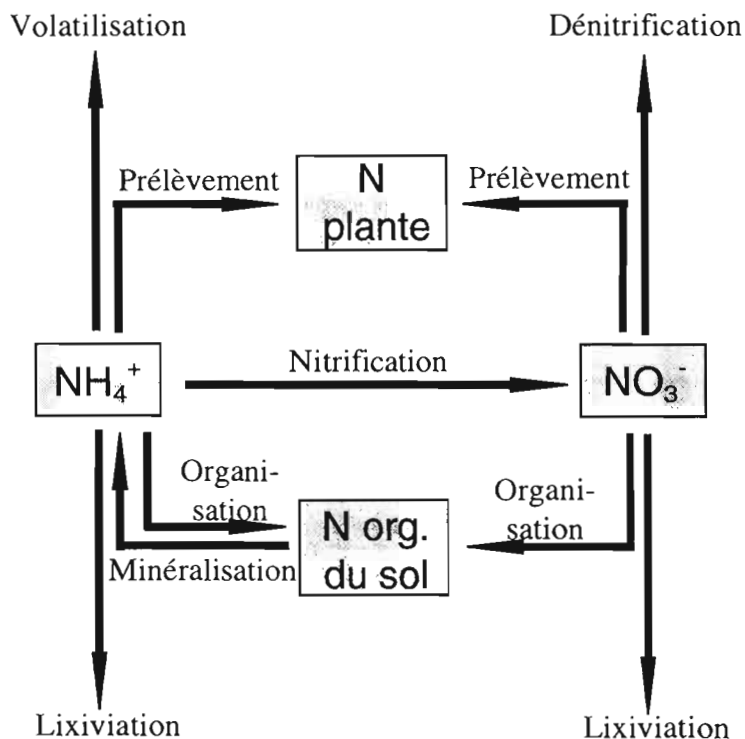 Volatilisation
Dénitrification
Prélèvement
N
plante
Prélèvement
NH₄⁺
Nitrification
NO₃⁻
Organi-
sation
Minéralisation
N org.
du sol
Organi-
sation
Lixiviation
Lixiviation